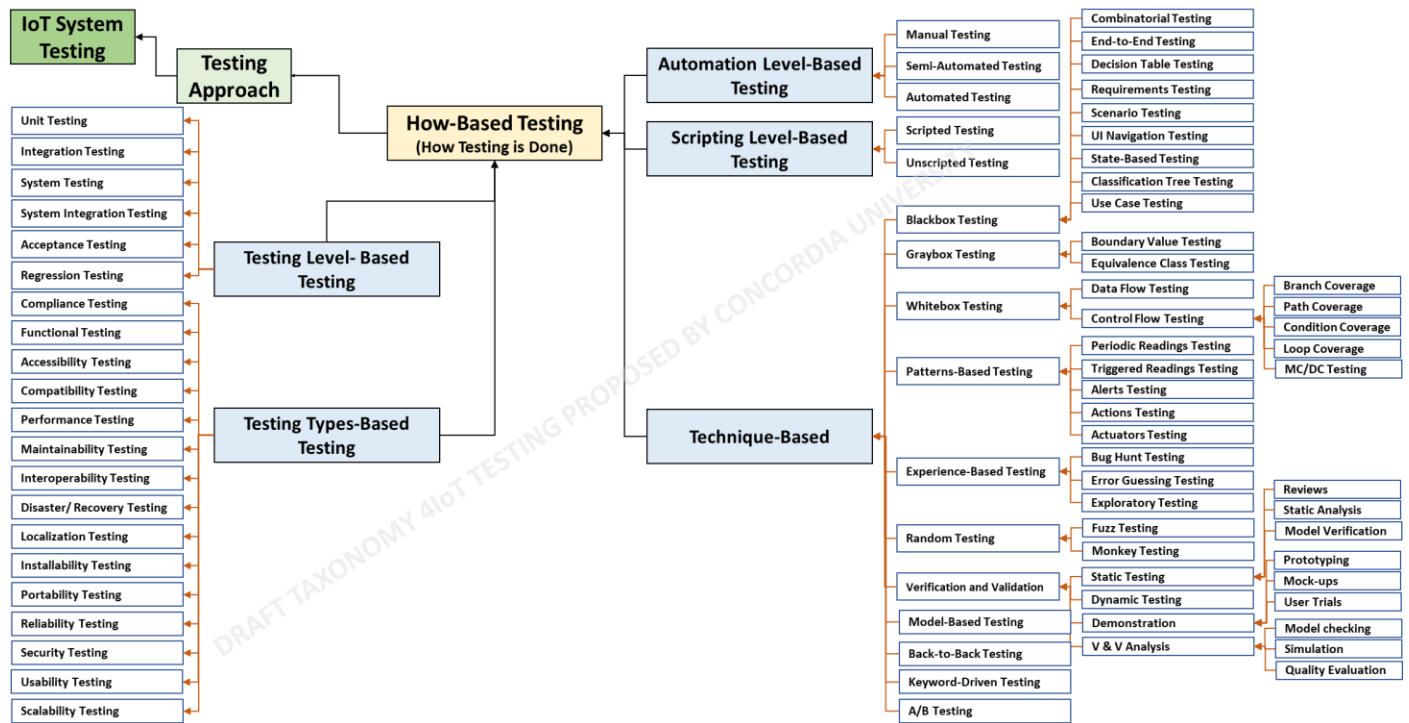 IoT System
Testing
Testing
Approach
How-Based Testing
(How Testing is Done)
Unit Testing
Integration Testing
System Testing
System Integration Testing
Acceptance Testing
Regression Testing
Testing Level- Based
Testing
Compliance Testing
Functional Testing
Accessibility Testing
Compatibility Testing
Performance Testing
Maintainability Testing
Interoperability Testing
Disaster/ Recovery Testing
Localization Testing
Installability Testing
Portability Testing
Reliability Testing
Security Testing
Usability Testing
Scalability Testing
Testing Types-Based
Testing
Automation Level-Based
Testing
Manual Testing
Semi-Automated Testing
Automated Testing
Scripting Level-Based
Testing
Scripted Testing
Unscripted Testing
Technique-Based
Blackbox Testing
Combinatorial Testing
End-to-End Testing
Decision Table Testing
Requirements Testing
Scenario Testing
UI Navigation Testing
State-Based Testing
Classification Tree Testing
Use Case Testing
Graybox Testing
Boundary Value Testing
Equivalence Class Testing
Whitebox Testing
Data Flow Testing
Control Flow Testing
Branch Coverage
Path Coverage
Condition Coverage
Loop Coverage
MC/DC Testing
Patterns-Based Testing
Periodic Readings Testing
Triggered Readings Testing
Alerts Testing
Actions Testing
Actuators Testing
Experience-Based Testing
Bug Hunt Testing
Error Guessing Testing
Exploratory Testing
Random Testing
Fuzz Testing
Monkey Testing
Verification and Validation
Static Testing
Reviews
Static Analysis
Model Verification
Dynamic Testing
Demonstration
Prototyping
Mock-ups
User Trials
V & V Analysis
Model checking
Simulation
Quality Evaluation
Model-Based Testing
Back-to-Back Testing
Keyword-Driven Testing
A/B Testing
DRAFT TAXONOMY 4IoT TESTING PROPOSED BY CONCORDIA UNIVERSITY